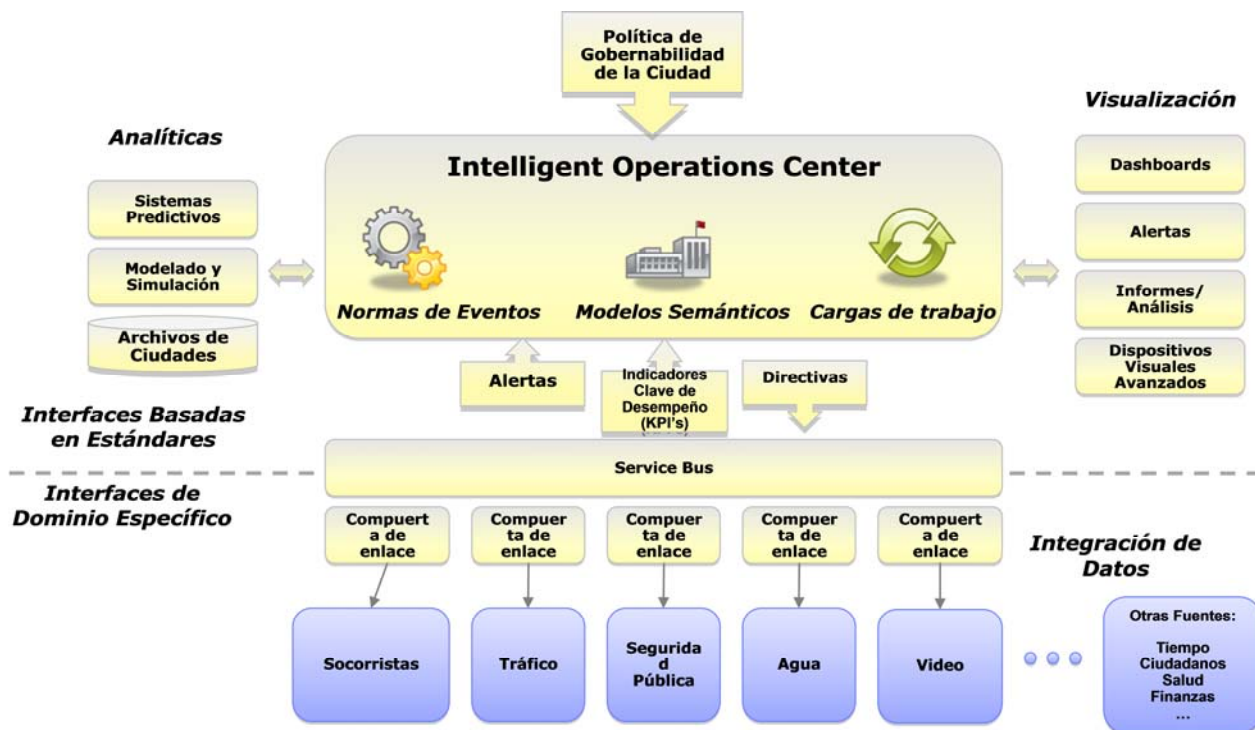 Política de
Gobernabilidad
de la Ciudad
Visualización
Analíticas
Intelligent Operations Center
Dashboards
Sistemas
Predictivos
Alertas
Modelado y
Simulación
Informes/
Análisis
Normas de Eventos
Modelos Semánticos
Cargas de trabajo
Archivos de
Ciudades
Dispositivos
Visuales
Avanzados
Alertas
Indicadores
Clave de
Desempeño
(KPI's)
Directivas
Interfaces Basadas
en Estándares
Service Bus
Interfaces de
Dominio Específico
Compuert
a de
enlace
Compuer
ta de
enlace
Compuer
ta de
enlace
Compuer
ta de
enlace
Compuert
a de
enlace
Integración de
Datos
Socorristas
Tráfico
Segurida
d
Pública
Agua
Video
Otras Fuentes:
Tiempo
Ciudadanos
Salud
Finanzas
...